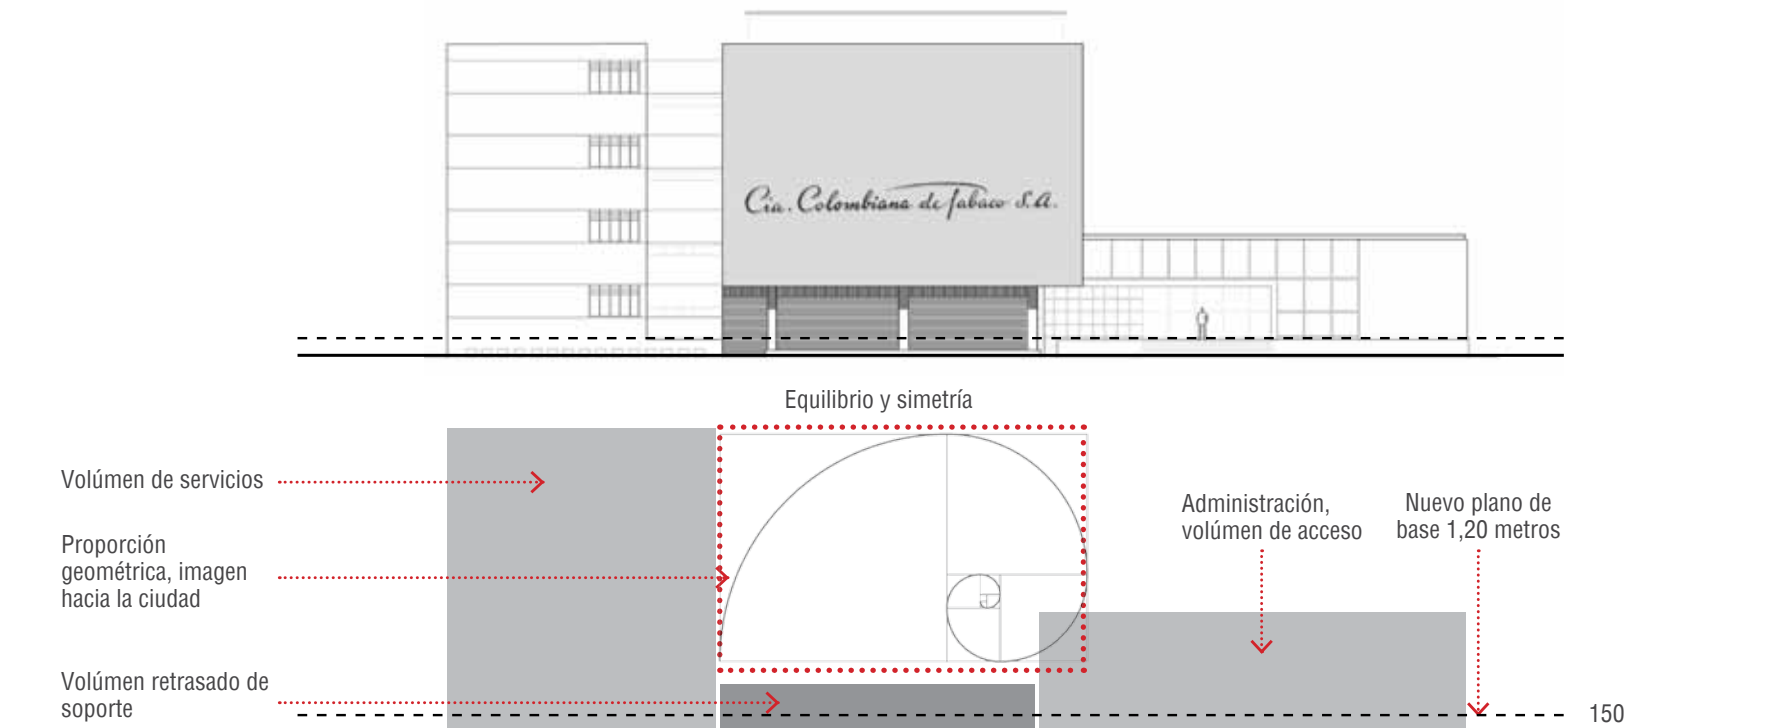 Cia. Colombiana de Tabaco S.A.
Equilibrio y simetría
Volúmen de servicios
Proporción
geométrica, imagen
hacia la ciudad
Volúmen retrasado de
soporte
Administración,
volúmen de acceso
Nuevo plano de
base 1,20 metros
150